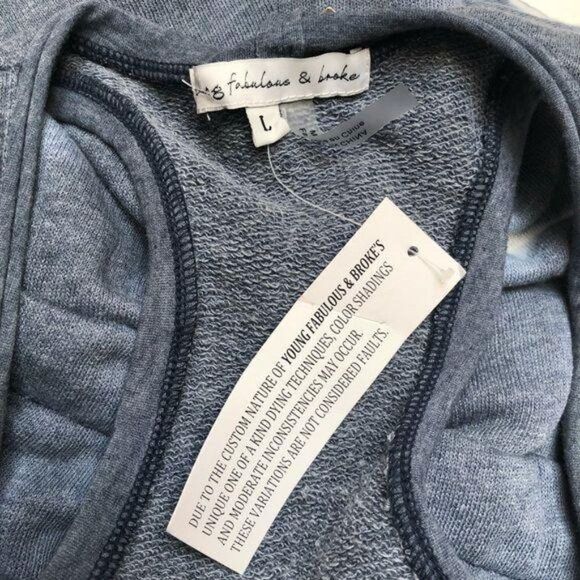 fabulous & broke
L
DUE TO THE CUSTOM NATURE OF YOUNG FABULOUS & BROKE'S
UNIQUE ONE OF A KIND DYING TECHNIQUES, COLOR SHADINGS
AND MODERATE INCONSISTENCIES MAY OCCUR.
THESE VARIATIONS ARE NOT CONSIDERED FAULTS.